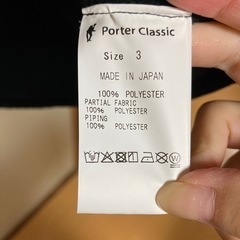 Porter Classic
Size 3
MADE IN JAPAN
100% POLYESTER
PARTIAL FABRIC
100% POLYESTER
PIPING
100% POLYESTER